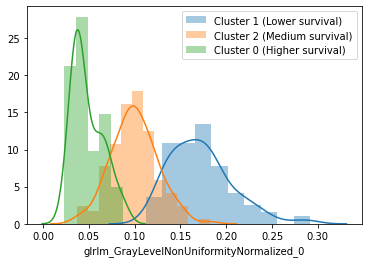 Cluster 1 (Lower survival)
Cluster 2 (Medium survival)
Cluster 0 (Higher survival)
25
20
15
10
5
0
0.00 0.05 0.10 0.15 0.20 0.25 0.30
glrlm_GrayLevelNonUniformityNormalized_0